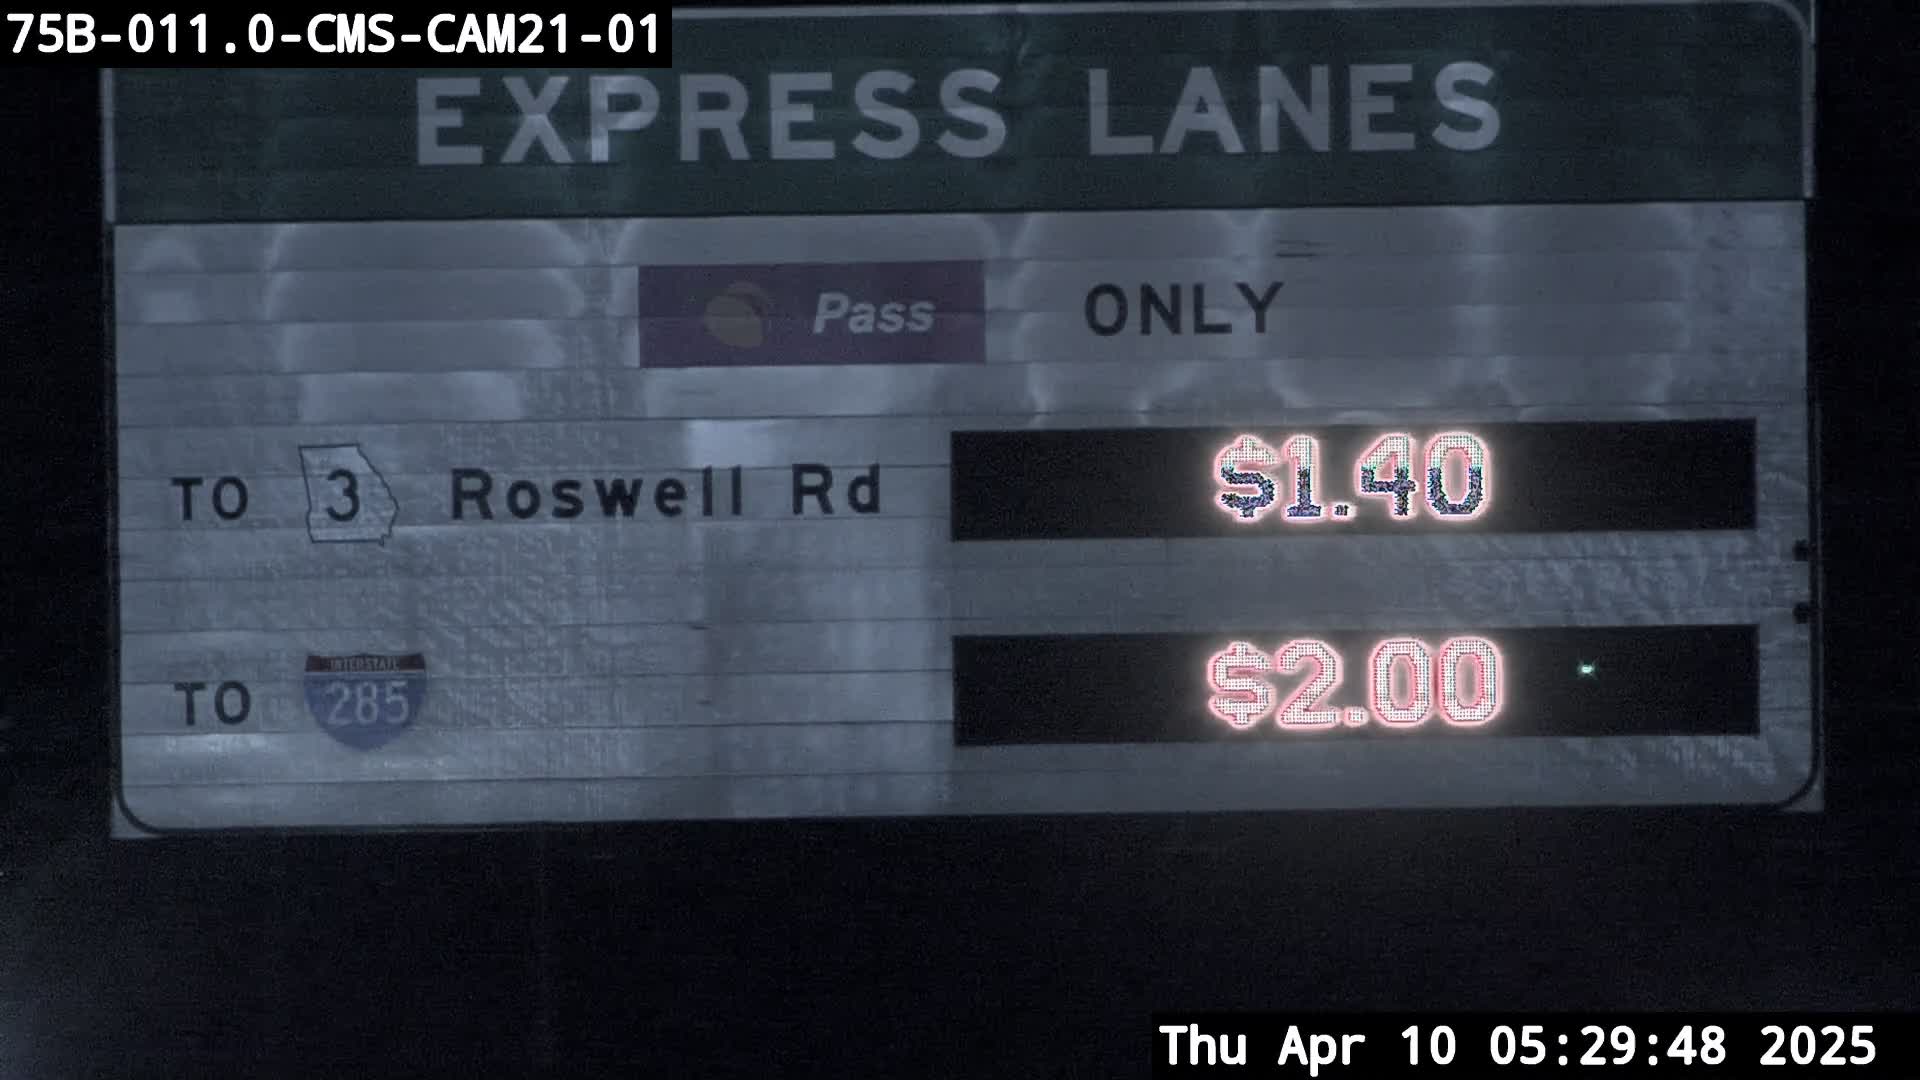 75B-011.0-CMS-CAM21-01
EXPRESS LANES
Pass ONLY
TO 3 Roswell Rd $1.40
TO INTERSTATE 285 $2.00
Thu Apr 10 05:29:48 2025